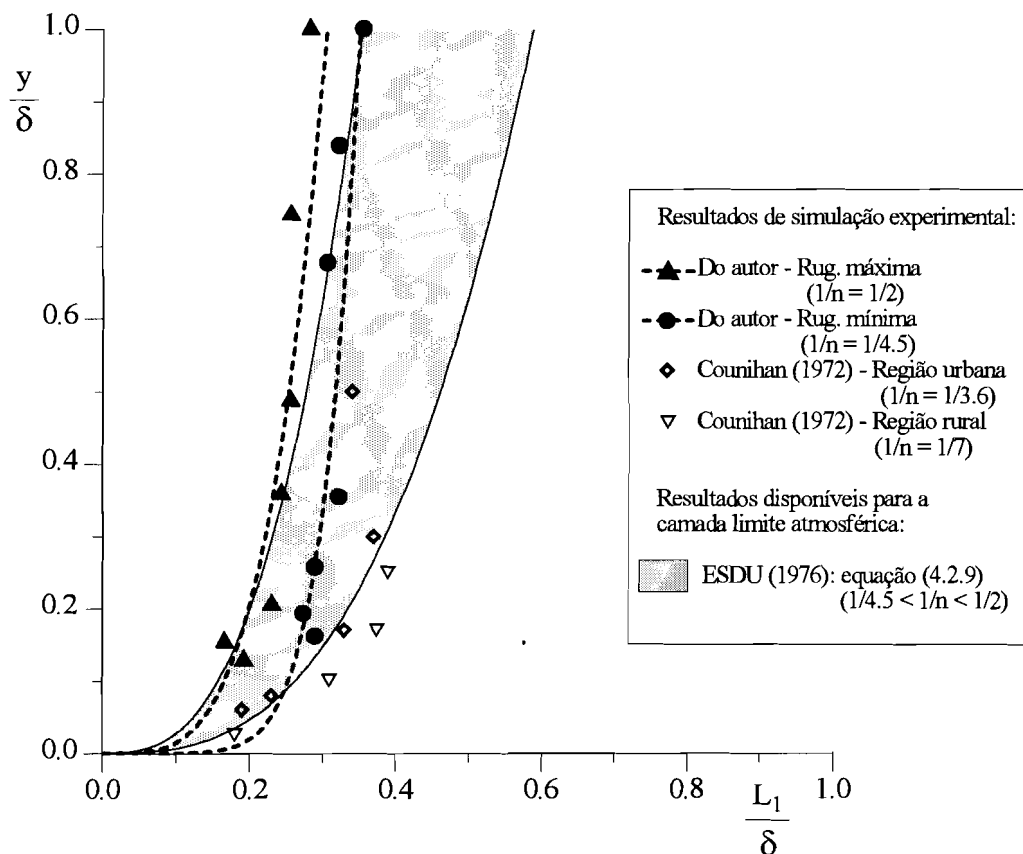 1.0
y
δ
0.8
0.6
0.4
0.2
0.0
0.0
0.2
0.4
0.6
0.8
1.0
L1
δ
Resultados de simulação experimental:
Do autor - Rug. máxima
(1/n = 1/2)
Do autor - Rug. mínima
(1/n = 1/4.5)
Counihan (1972) - Região urbana
(1/n = 1/3.6)
Counihan (1972) - Região rural
(1/n = 1/7)
Resultados disponíveis para a
camada limite atmosférica:
ESDU (1976): equação (4.2.9)
(1/4.5 < 1/n < 1/2)